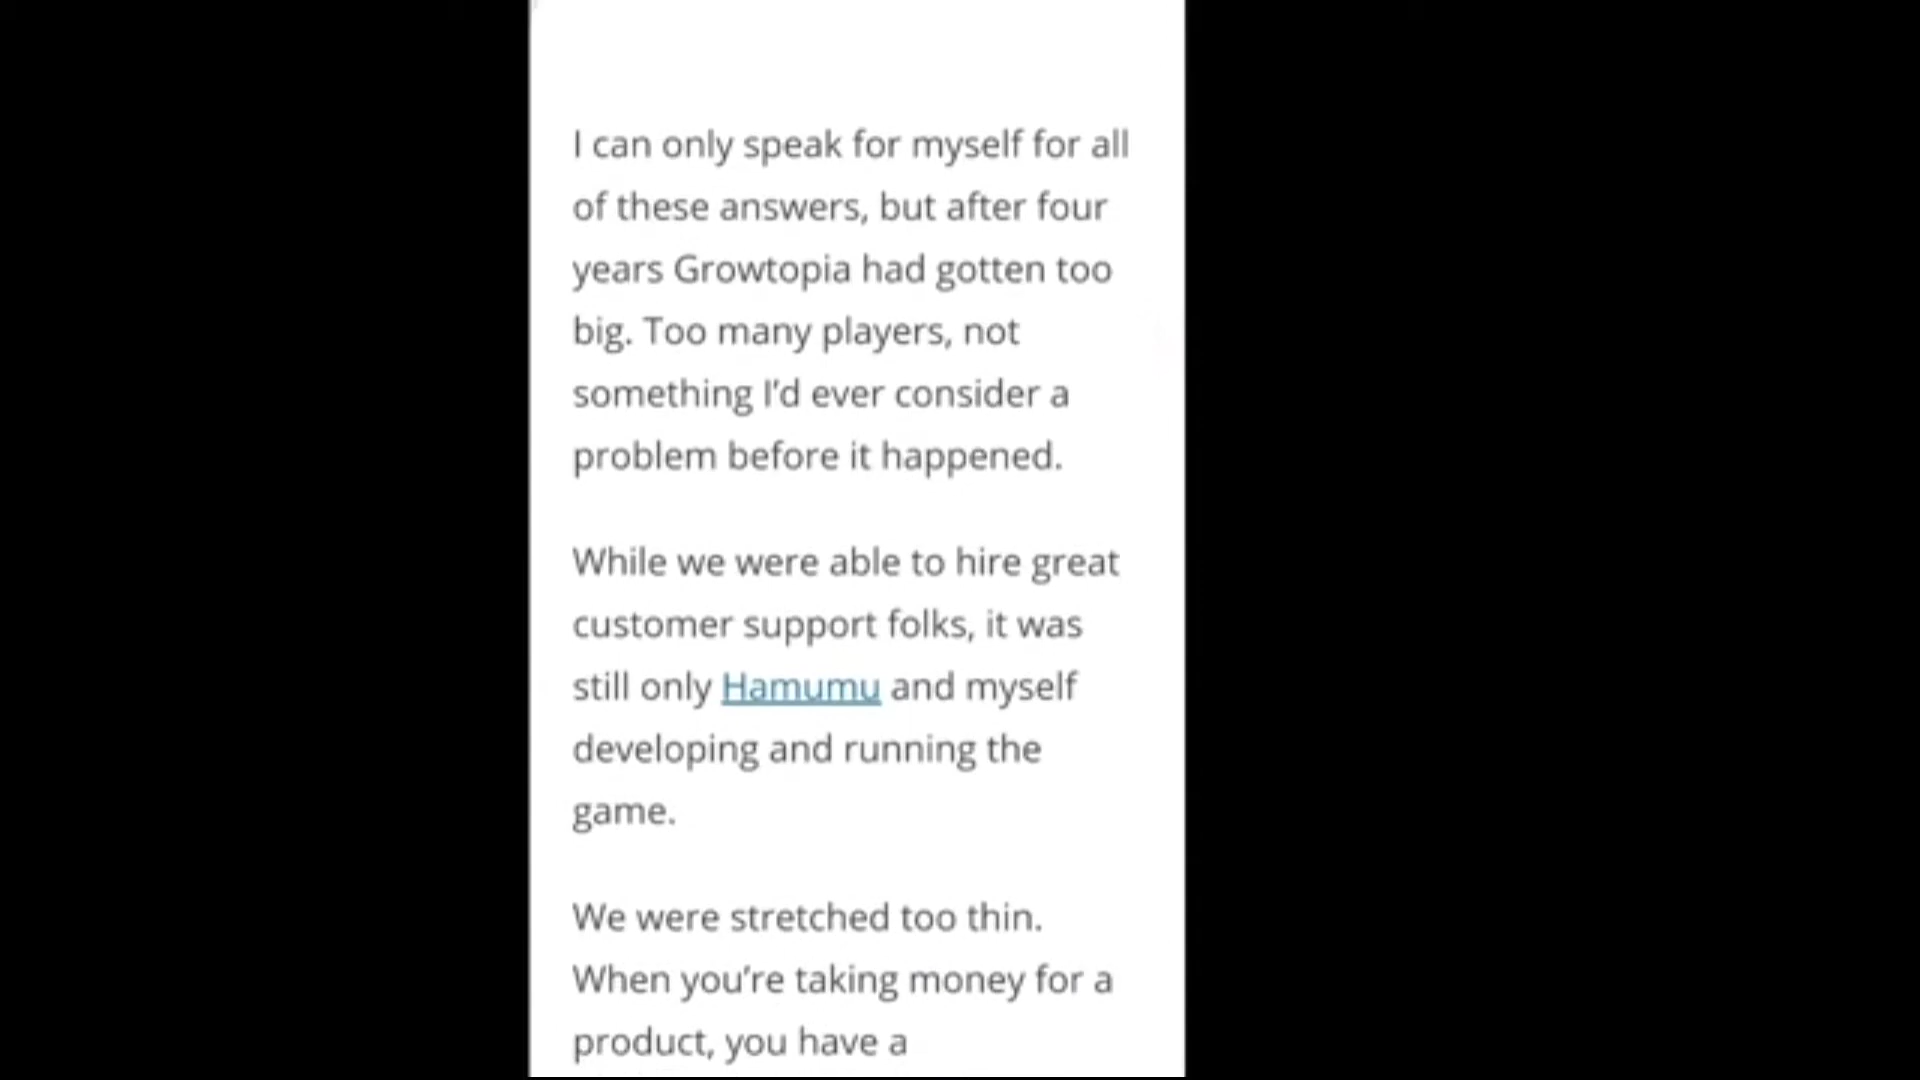 I can only speak for myself for all
of these answers, but after four
years Growtopia had gotten too
big. Too many players, not
something I’d ever consider a
problem before it happened.
While we were able to hire great
customer support folks, it was
still only Hamumu and myself
developing and running the
game.
We were stretched too thin.
When you’re taking money for a
product, you have a